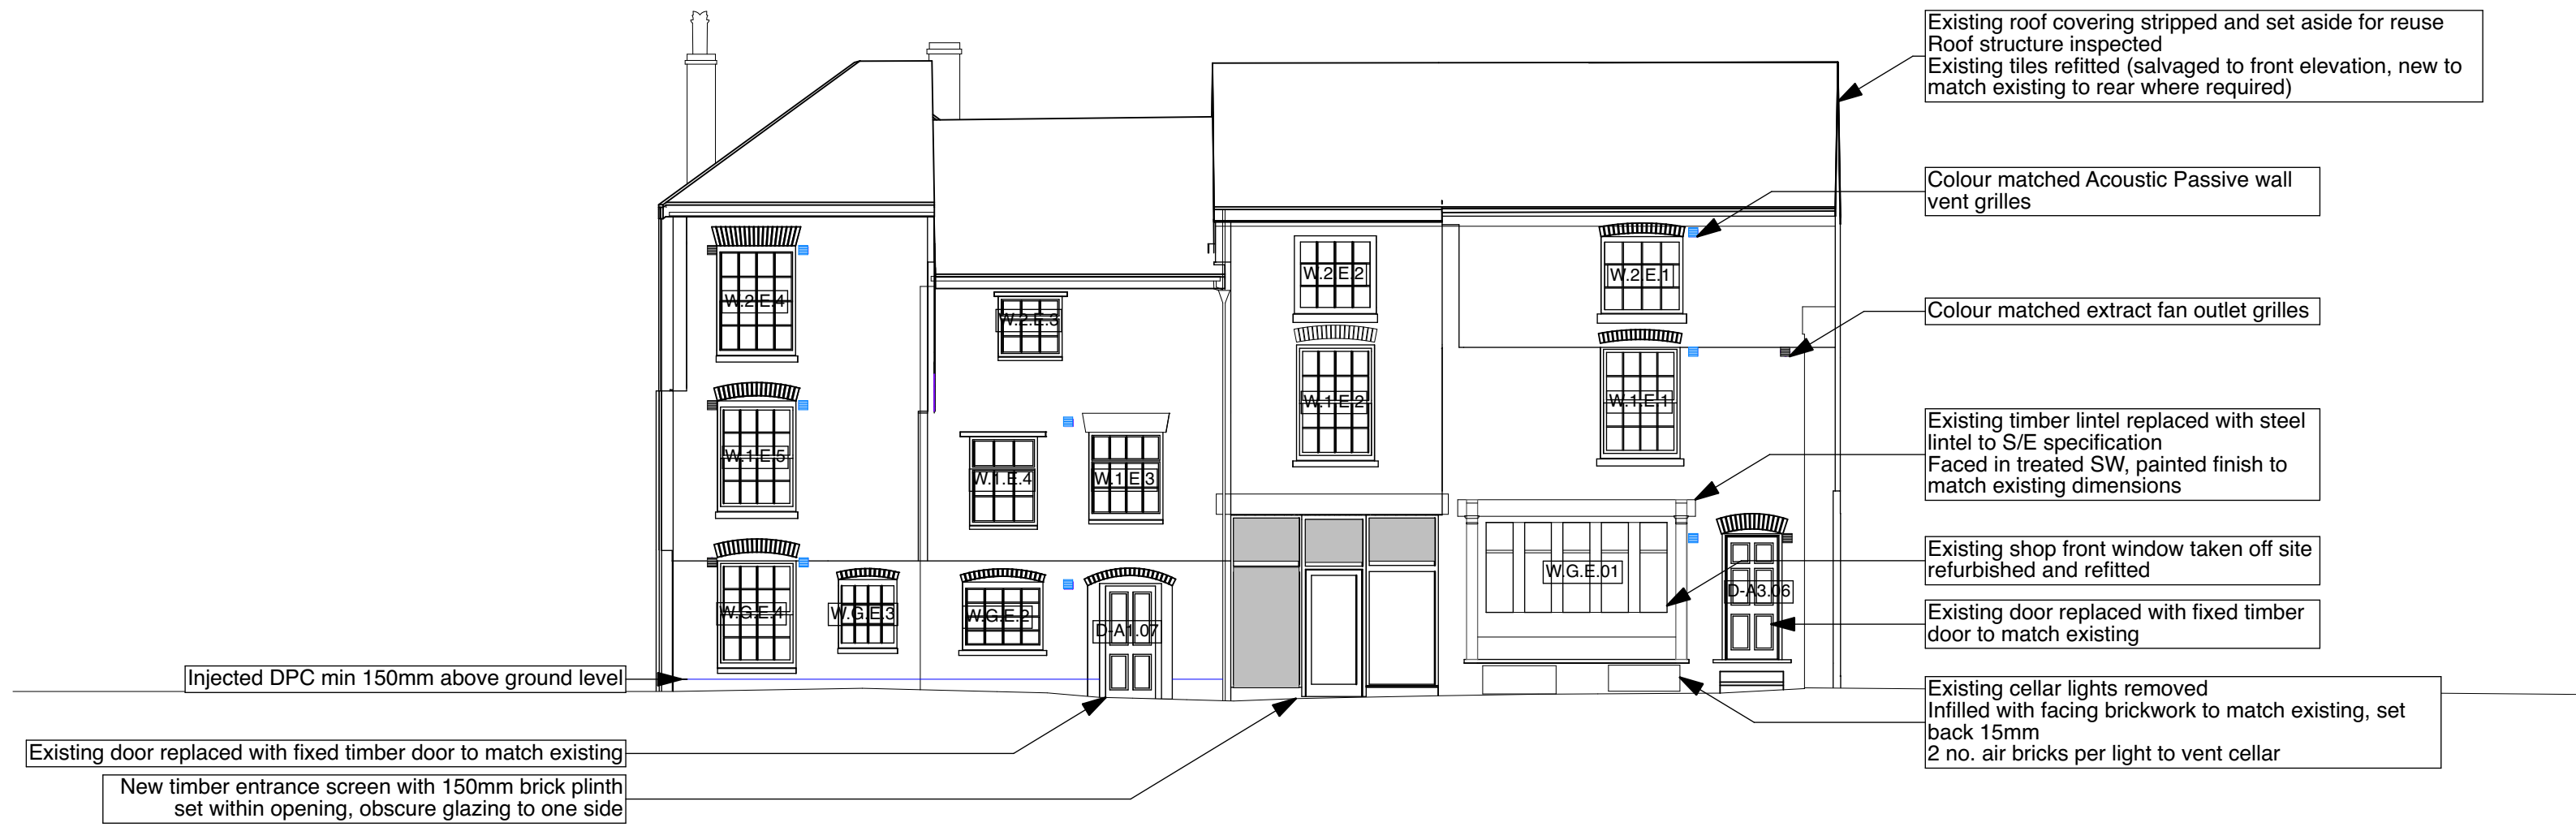 Existing roof covering stripped and set aside for reuse
Roof structure inspected
Existing tiles refitted (salvaged to front elevation, new to
match existing to rear where required)
Colour matched Acoustic Passive wall
vent grilles
Colour matched extract fan outlet grilles
Existing timber lintel replaced with steel
lintel to S/E specification
Faced in treated SW, painted finish to
match existing dimensions
Existing shop front window taken off site
refurbished and refitted
Existing door replaced with fixed timber
door to match existing
Existing cellar lights removed
Infilled with facing brickwork to match existing, set
back 15mm
2 no. air bricks per light to vent cellar
W.2.E.4
W.2.E.3
W.2.E.2
W.2.E.1
W.1.E.5
W.1.E.4
W.1.E.3
W.1.E.2
W.1.E.1
W.G.E.4
W.G.E.3
W.G.E.2
D-A1.07
W.G.E.01
D-A3.06
Injected DPC min 150mm above ground level
Existing door replaced with fixed timber door to match existing
New timber entrance screen with 150mm brick plinth
set within opening, obscure glazing to one side